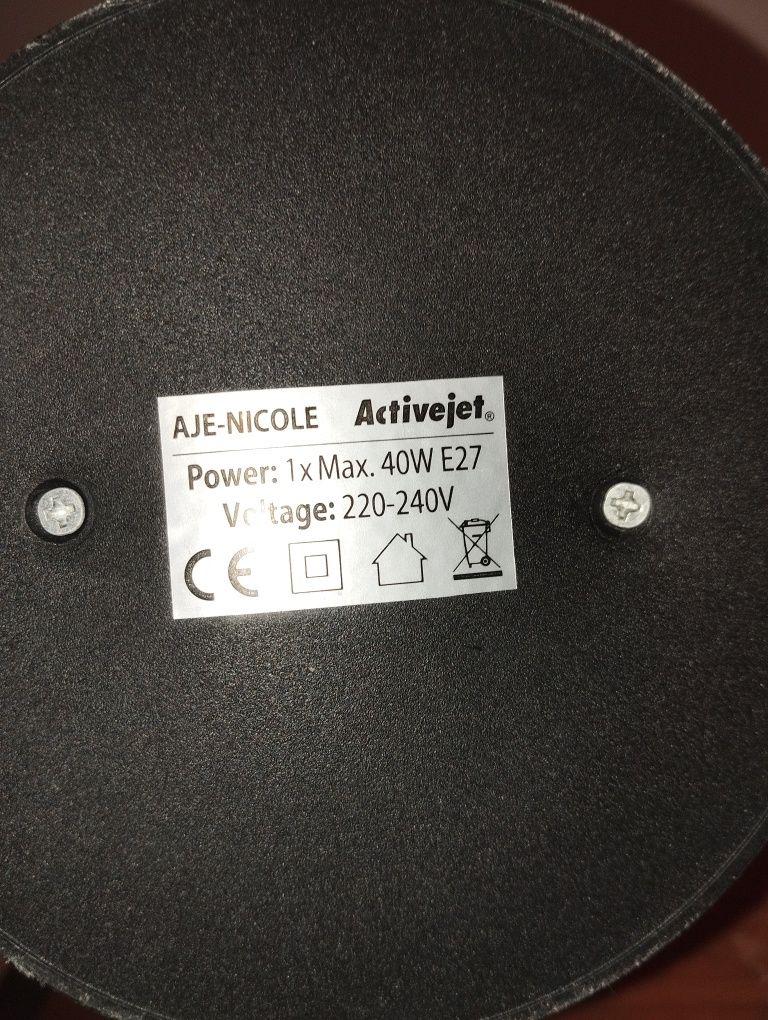 AJE-NICOLE Activejet®
Power: 1x Max. 40W E27
Voltage: 220-240V
CE